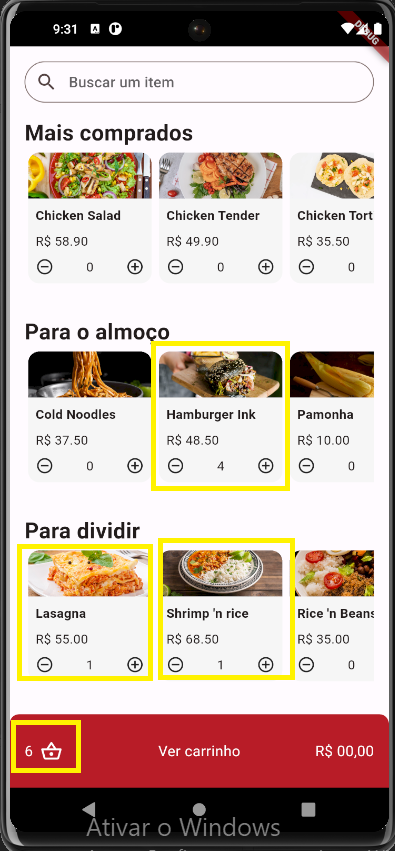 9:31
DEBUG
Buscar um item
Mais comprados
Chicken Salad
R$ 58.90
0
Chicken Tender
R$ 49.90
0
Chicken Tort
R$ 35.50
0
Para o almoço
Cold Noodles
R$ 37.50
0
Hamburger Ink
R$ 48.50
4
Pamonha
R$ 10.00
0
Para dividir
Lasagna
R$ 55.00
1
Shrimp 'n rice
R$ 68.50
1
Rice 'n Beans
R$ 35.00
0
6 Ver carrinho R$ 00,00
Ativar o Windows